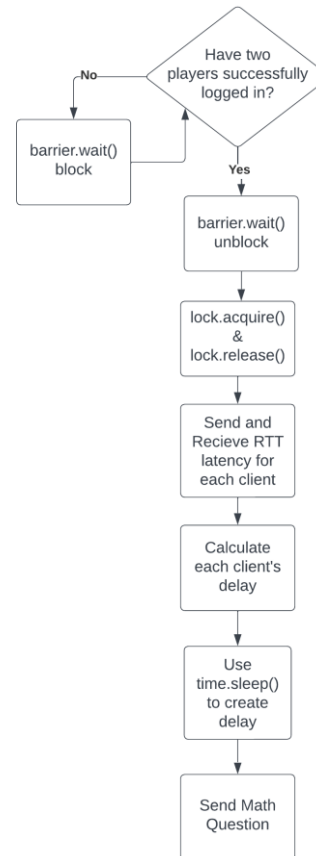 Have two
players successfully
logged in?
No
barrier.wait()
block
Yes
barrier.wait()
unblock
lock.acquire()
&
lock.release()
Send and
Recieve RTT
latency for
each client
Calculate
each client's
delay
Use
time.sleep()
to create
delay
Send Math
Question